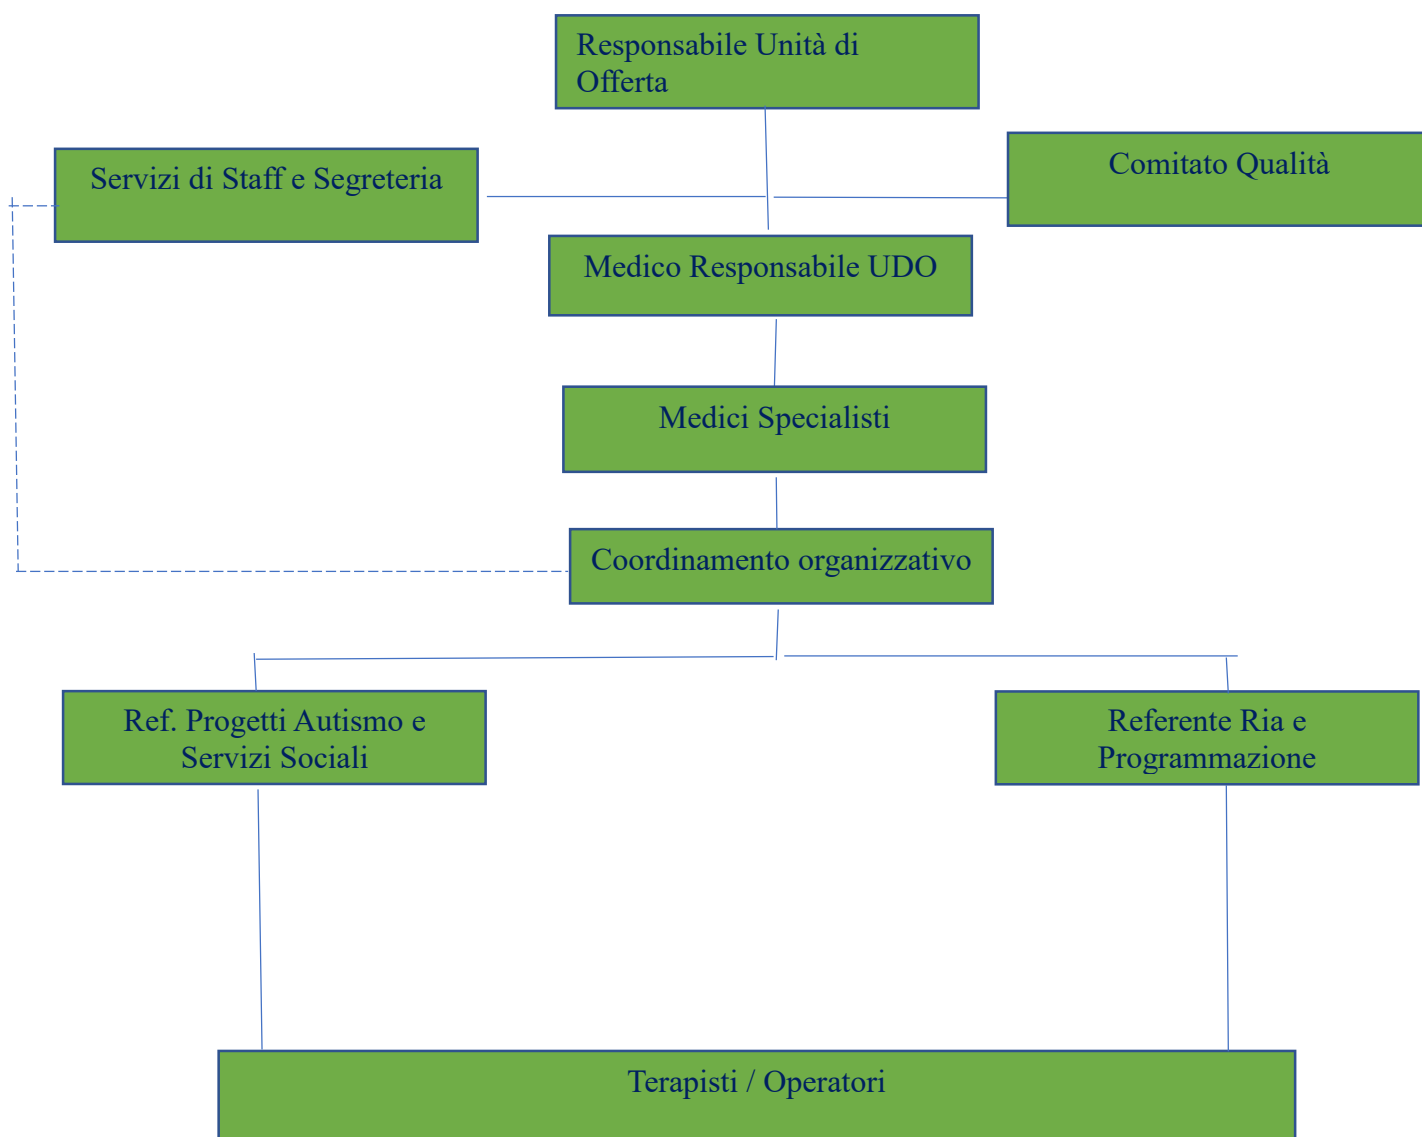 Responsabile Unità di
Offerta
Servizi di Staff e Segreteria
Comitato Qualità
Medico Responsabile UDO
Medici Specialisti
Coordinamento organizzativo
Ref. Progetti Autismo e
Servizi Sociali
Referente Ria e
Programmazione
Terapisti / Operatori